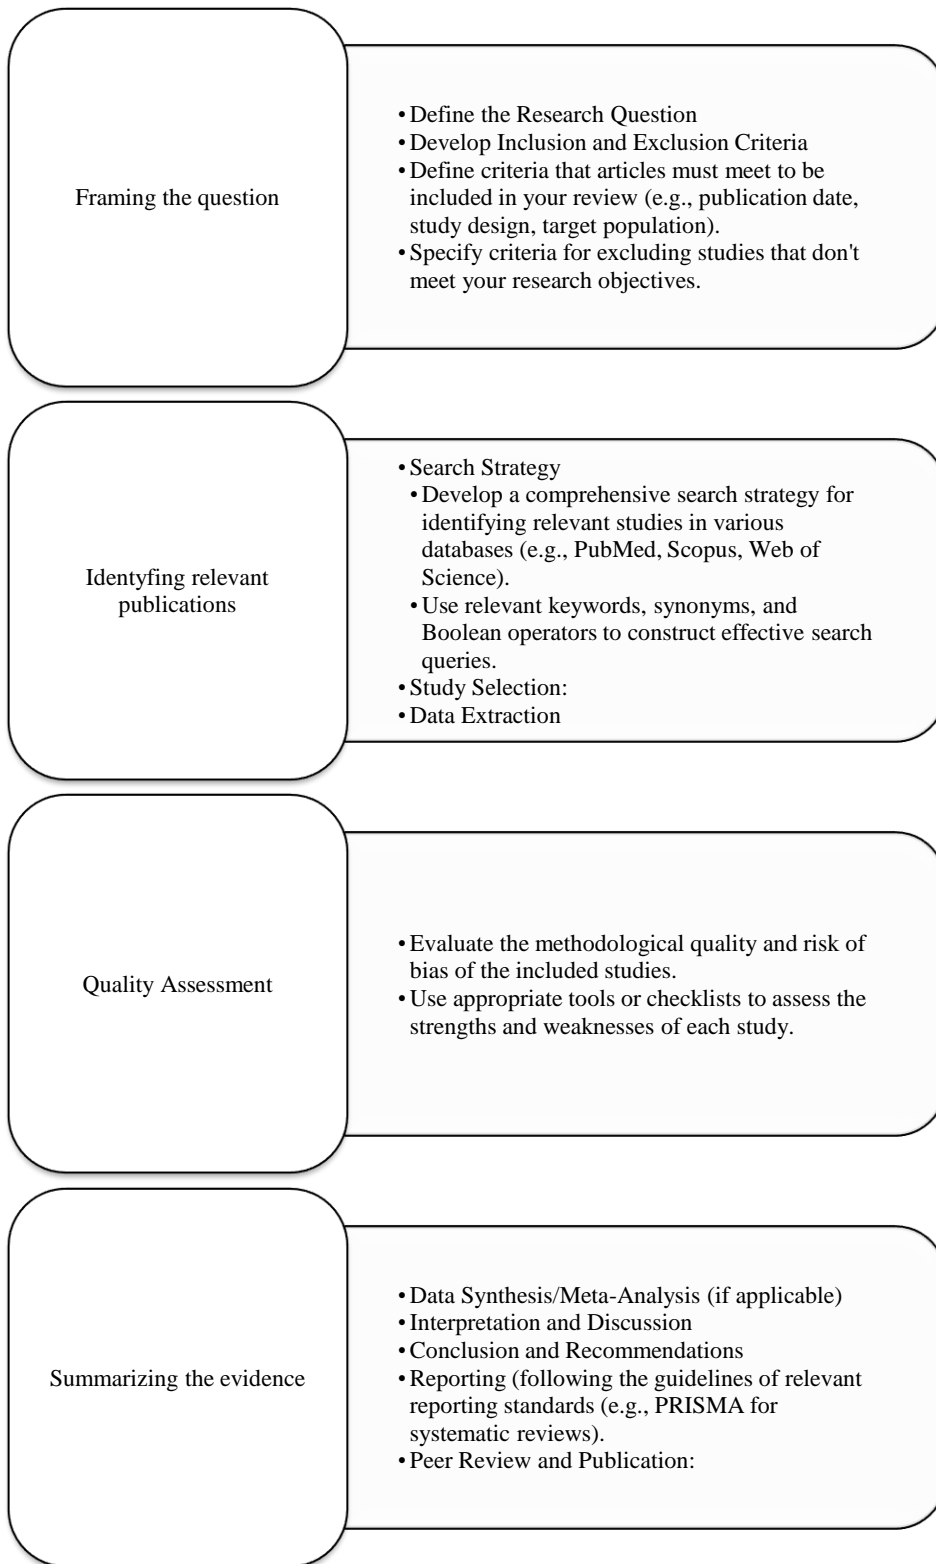 Framing the question
• Define the Research Question
• Develop Inclusion and Exclusion Criteria
• Define criteria that articles must meet to be
included in your review (e.g., publication date,
study design, target population).
• Specify criteria for excluding studies that don't
meet your research objectives.
Identyfing relevant
publications
• Search Strategy
• Develop a comprehensive search strategy for
identifying relevant studies in various
databases (e.g., PubMed, Scopus, Web of
Science).
• Use relevant keywords, synonyms, and
Boolean operators to construct effective search
queries.
• Study Selection:
• Data Extraction
Quality Assessment
• Evaluate the methodological quality and risk of
bias of the included studies.
• Use appropriate tools or checklists to assess the
strengths and weaknesses of each study.
Summarizing the evidence
• Data Synthesis/Meta-Analysis (if applicable)
• Interpretation and Discussion
• Conclusion and Recommendations
• Reporting (following the guidelines of relevant
reporting standards (e.g., PRISMA for
systematic reviews).
• Peer Review and Publication: